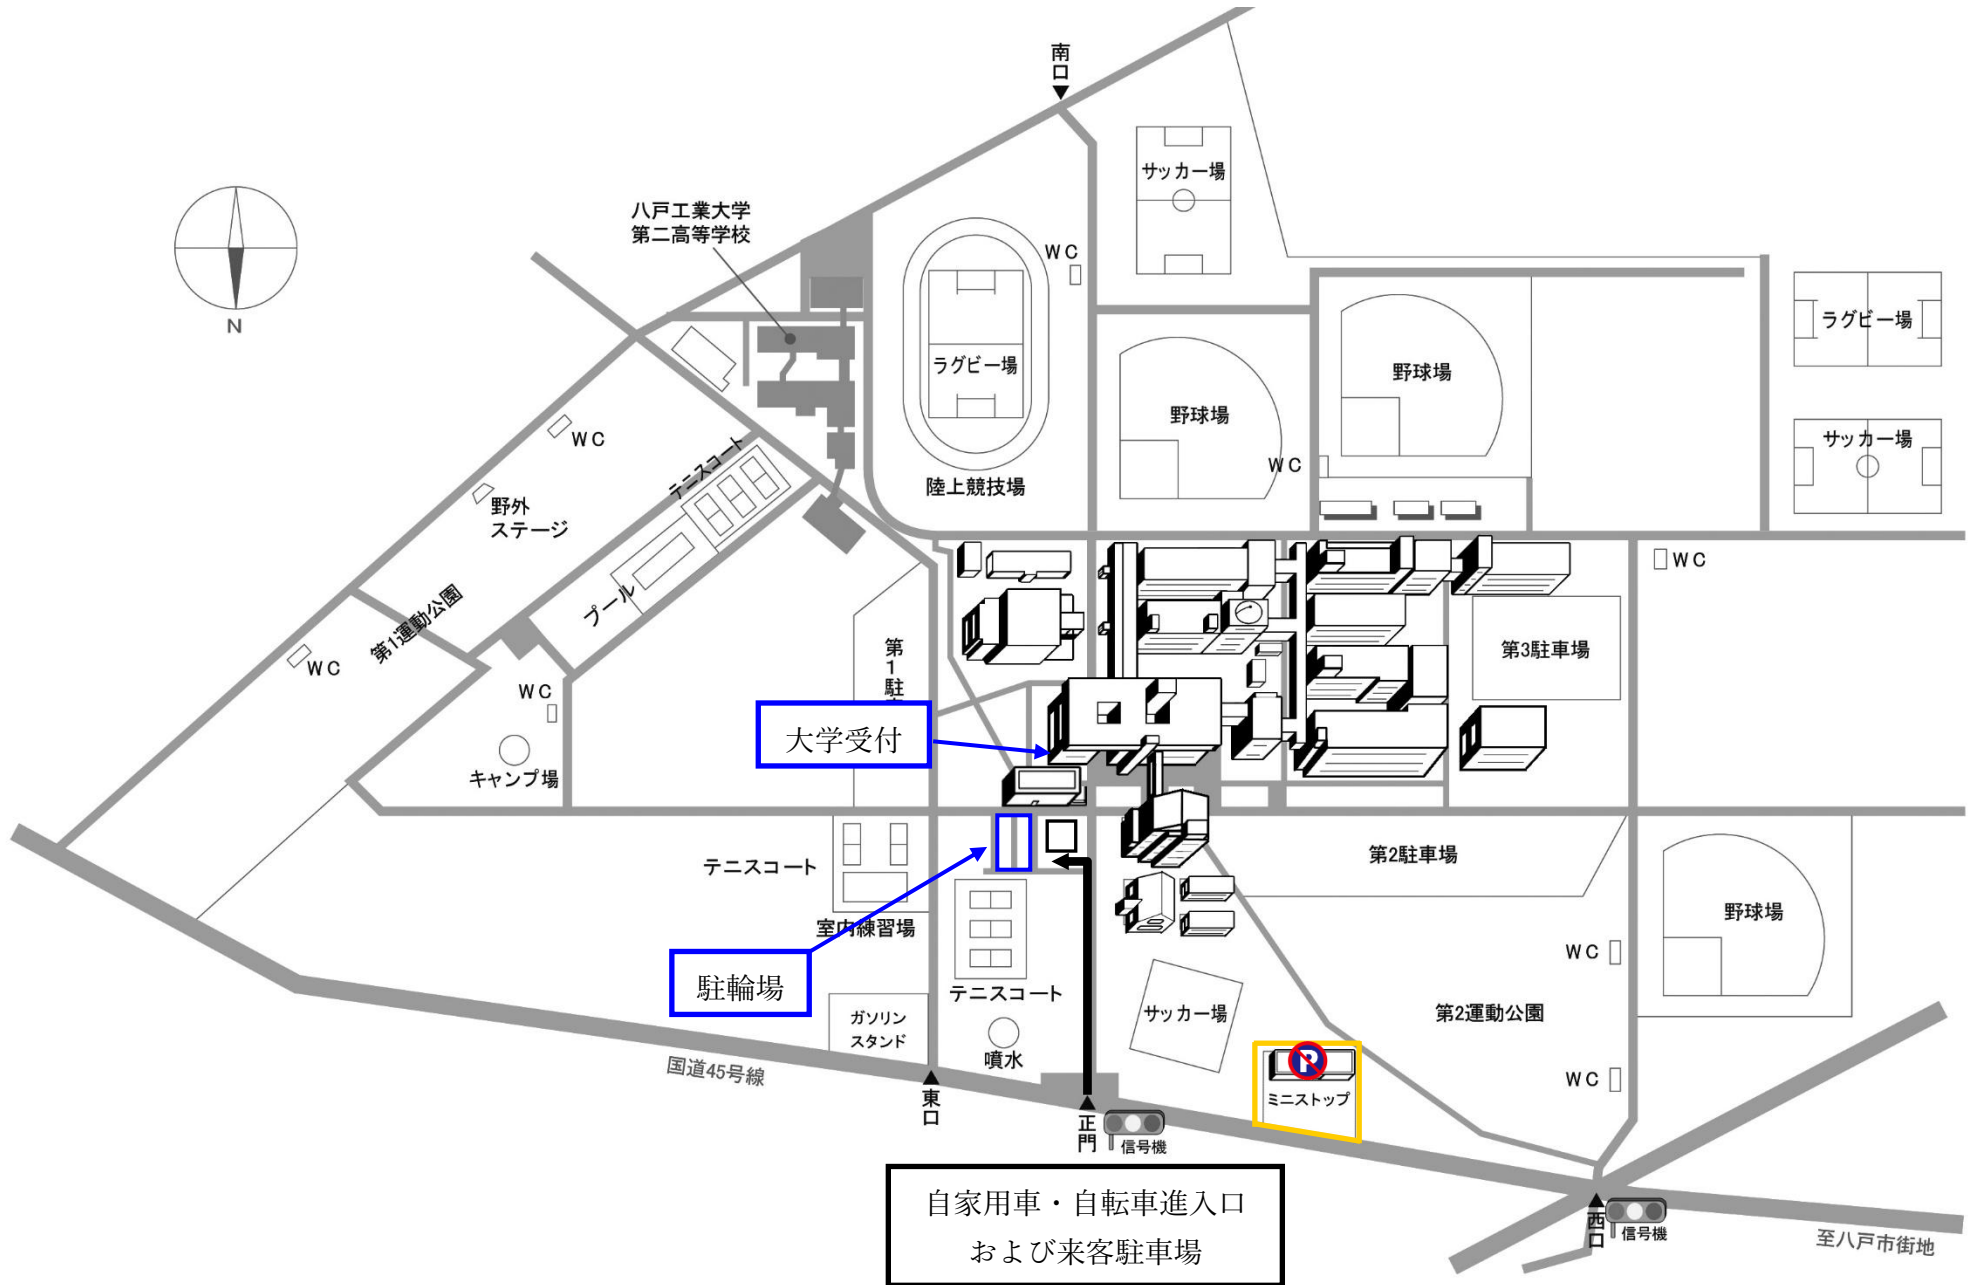 南口
サッカー場
八戸工業大学
第二高等学校
WC
N
ラグビー場
ラグビー場
野球場
野球場
サッカー場
WC
テニスコート
WC
陸上競技場
野外
ステージ
WC
プール
第1運動公園
第1駐
第3駐車場
WC
WC
大学受付
キャンプ場
テニスコート
第2駐車場
野球場
室内練習場
WC
駐輪場
テニスコート
サッカー場
第2運動公園
ガソリン
スタンド
噴水
国道45号線
P
ミニストップ
WC
東口
正門
信号機
自家用車・自転車進入口
および来客駐車場
西口
信号機
至八戸市街地